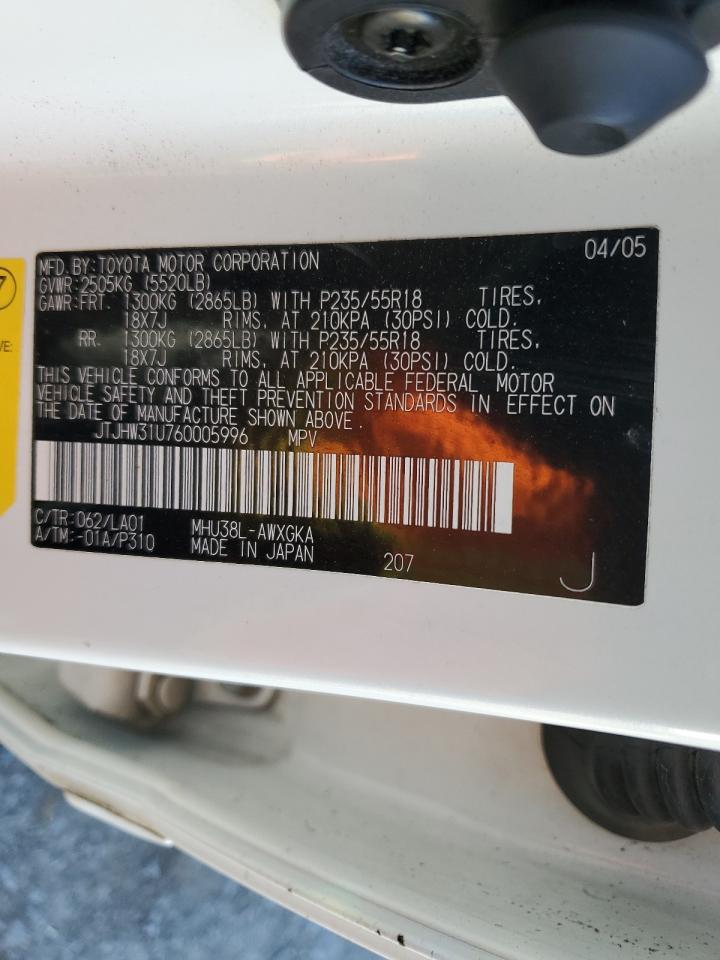 04/05
MFD. BY: TOYOTA MOTOR CORPORATION
GVWR: 2505KG (5520LB)
GAWR: FRT. 1300KG (2865LB) WITH P235/55R18 TIRES,
18X7J RIMS, AT 210KPA (30PSI) COLD.
RR. 1300KG (2865LB) WITH P235/55R18 TIRES,
18X7J RIMS, AT 210KPA (30PSI) COLD.
THIS VEHICLE CONFORMS TO ALL APPLICABLE FEDERAL MOTOR
VEHICLE SAFETY AND THEFT PREVENTION STANDARDS IN EFFECT ON
THE DATE OF MANUFACTURE SHOWN ABOVE.
JTJHW31U760005996 MPV
C/TR: 062/LA01 MHU38L-AWXGKA
A/TM: -01A/P310 MADE IN JAPAN 207 J